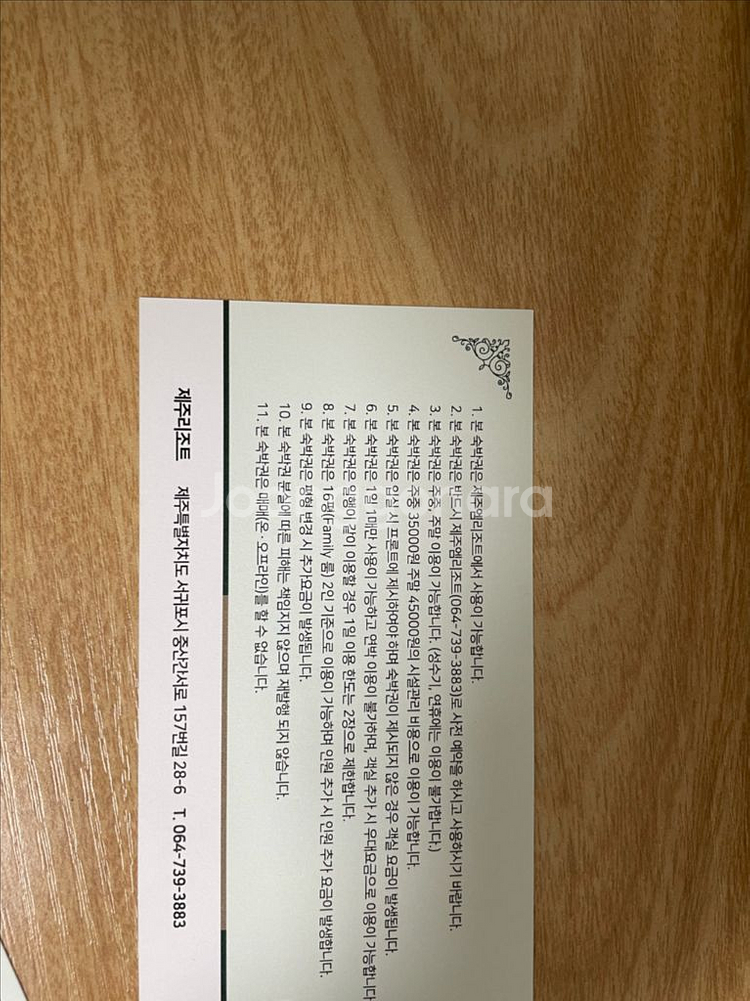 1. 본 숙박권은 제주엠리조트에서 사용이 가능합니다.
2. 본 숙박권은 반드시 제주엠리조트(064-739-3883)로 사전 예약을 하시고 사용하시기 바랍니다.
3. 본 숙박권은 주중, 주말 이용이 가능합니다. (성수기, 연휴에는 이용이 불가합니다.)
4. 본 숙박권은 주중 35000원 주말 45000원의 시설관리 비용으로 이용이 가능합니다.
5. 본 숙박권은 입실 시 프론트에 제시하여야 하며 숙박권이 제시되지 않은 경우 객실 요금이 발생됩니다.
6. 본 숙박권은 1일 1매만 사용이 가능하고 연박 이용이 불가하며, 객실 추가 시 우대요금으로 이용이 가능합니다
7. 본 숙박권은 일행이 같이 이용할 경우 1일 이용 한도는 2장으로 제한합니다.
8. 본 숙박권은 16평(Family 룸) 2인 기준으로 이용이 가능하며 인원 추가 시 인원 추가 요금이 발생합니다.
9. 본 숙박권은 평형 변경 시 추가요금이 발생됩니다.
10. 본 숙박권 분실에 따른 피해는 책임지지 않으며 재발행 되지 않습니다.
11. 본 숙박권은 매매(온·오프라인)를 할 수 없습니다.
제주리조트 제주특별자치도 서귀포시 중산간서로 157번길 28-6 T. 064-739-3883
Joonggonara